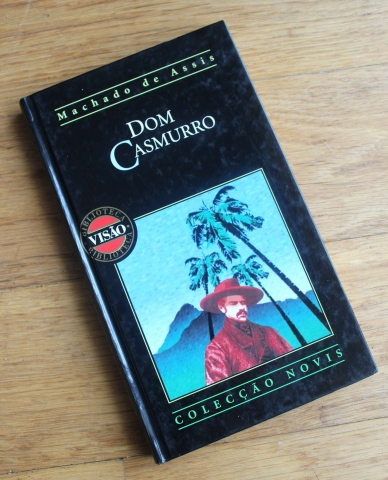 Machado de Assis
DOM
CASMURRO
BIBLIOTECA
VISÃO
BIBLIOTECA
COLECÇÃO NOVIS